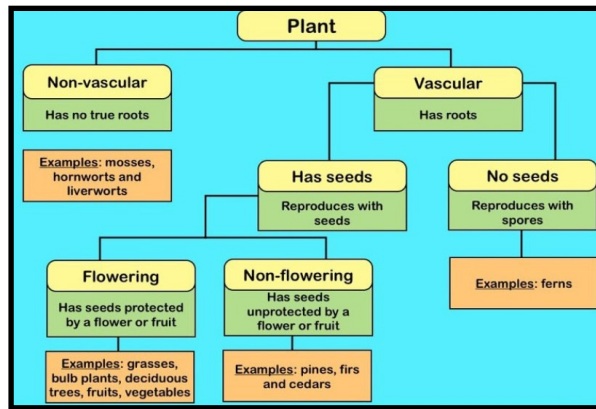 Plant
Non-vascular
Has no true roots
Examples: mosses,
hornworts and
liverworts
Vascular
Has roots
Has seeds
Reproduces with
seeds
No seeds
Reproduces with
spores
Examples: ferns
Flowering
Has seeds protected
by a flower or fruit
Examples: grasses,
bulb plants, deciduous
trees, fruits, vegetables
Non-flowering
Has seeds
unprotected by a
flower or fruit
Examples: pines, firs
and cedars